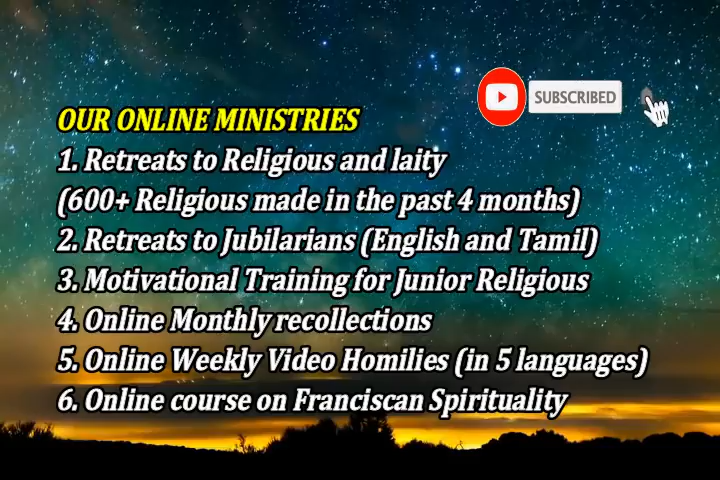 SUBSCRIBED
OUR ONLINE MINISTRIES
1. Retreats to Religious and laity
(600+ Religious made in the past 4 months)
2. Retreats to Jubilarians (English and Tamil)
3. Motivational Training for Junior Religious
4. Online Monthly recollections
5. Online Weekly Video Homilies (in 5 languages)
6. Online course on Franciscan Spirituality